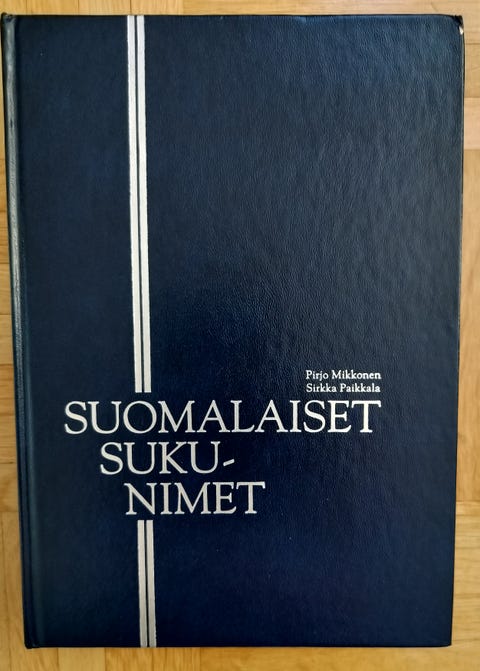 Pirjo Mikkonen
Sirkka Paikkala
SUOMALAISET
SUKU-
NIMET